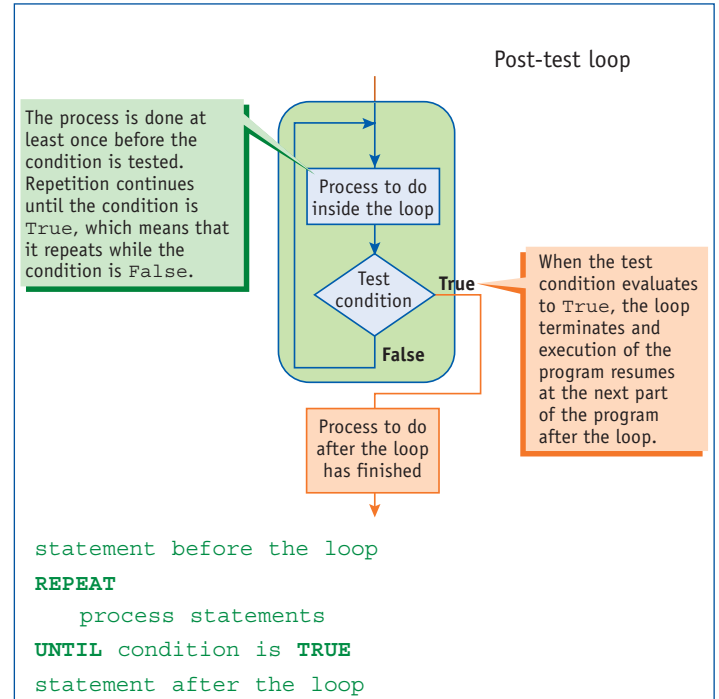 Post-test loop
The process is done at
least once before the
condition is tested.
Repetition continues
until the condition is
True, which means that
it repeats while the
condition is False.
Process to do
inside the loop
Test
condition
True
False
When the test
condition evaluates
to True, the loop
terminates and
execution of the
program resumes
at the next part
of the program
after the loop.
Process to do
after the loop
has finished
statement before the loop
REPEAT
process statements
UNTIL condition is TRUE
statement after the loop